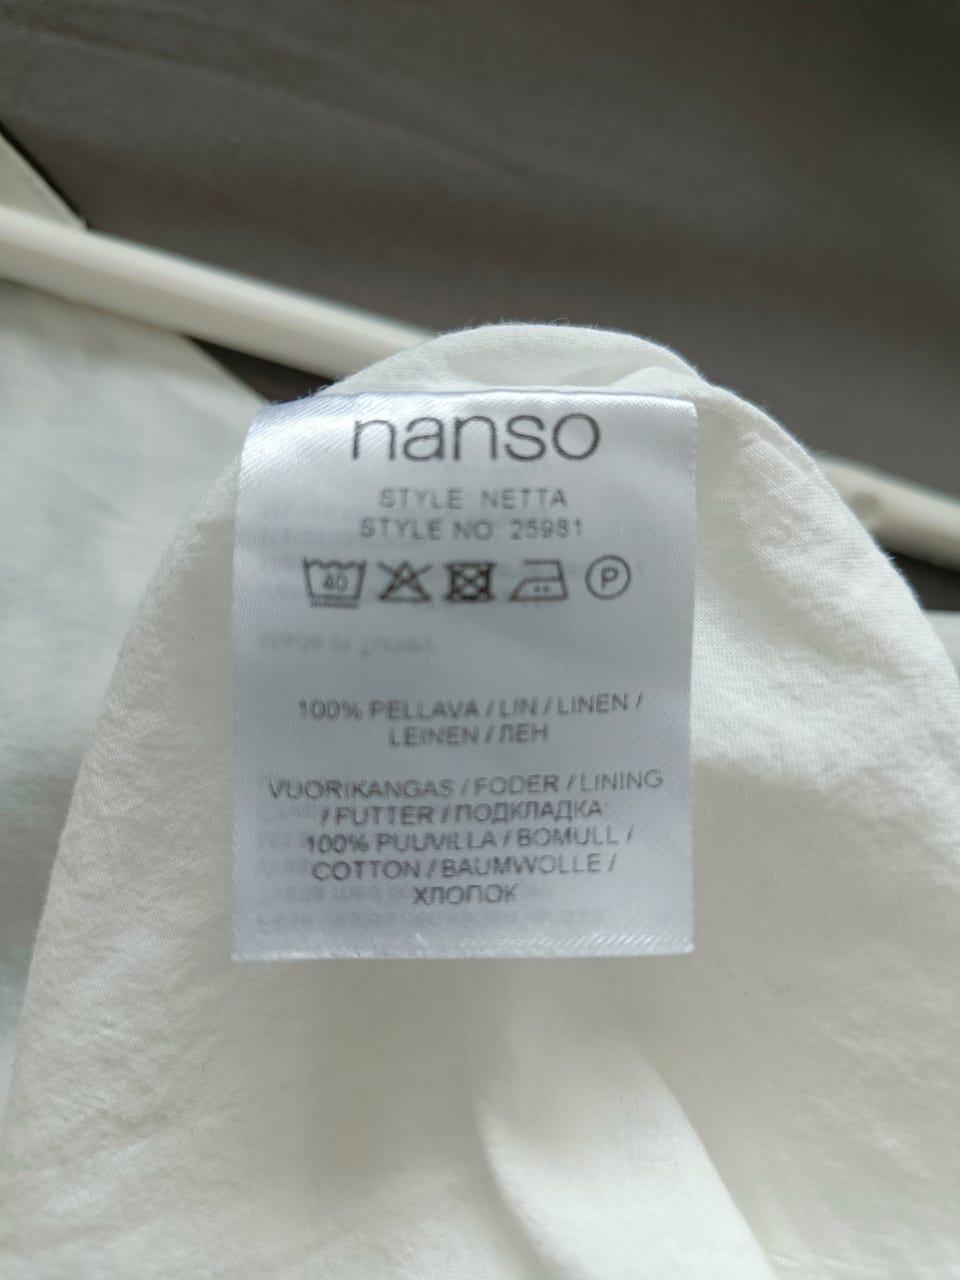 nanso
STYLE NETTA
STYLE NO 25981
40 P
100% PELLAVA / LIN / LINEN /
LEINEN / ЛЕН
VUORIKANGAS / FODER / LINING
/ FUTTER / ПОДКЛАДКА
100% PUUVILLA / BOMULL /
COTTON / BAUMWOLLE /
ХЛОПОК